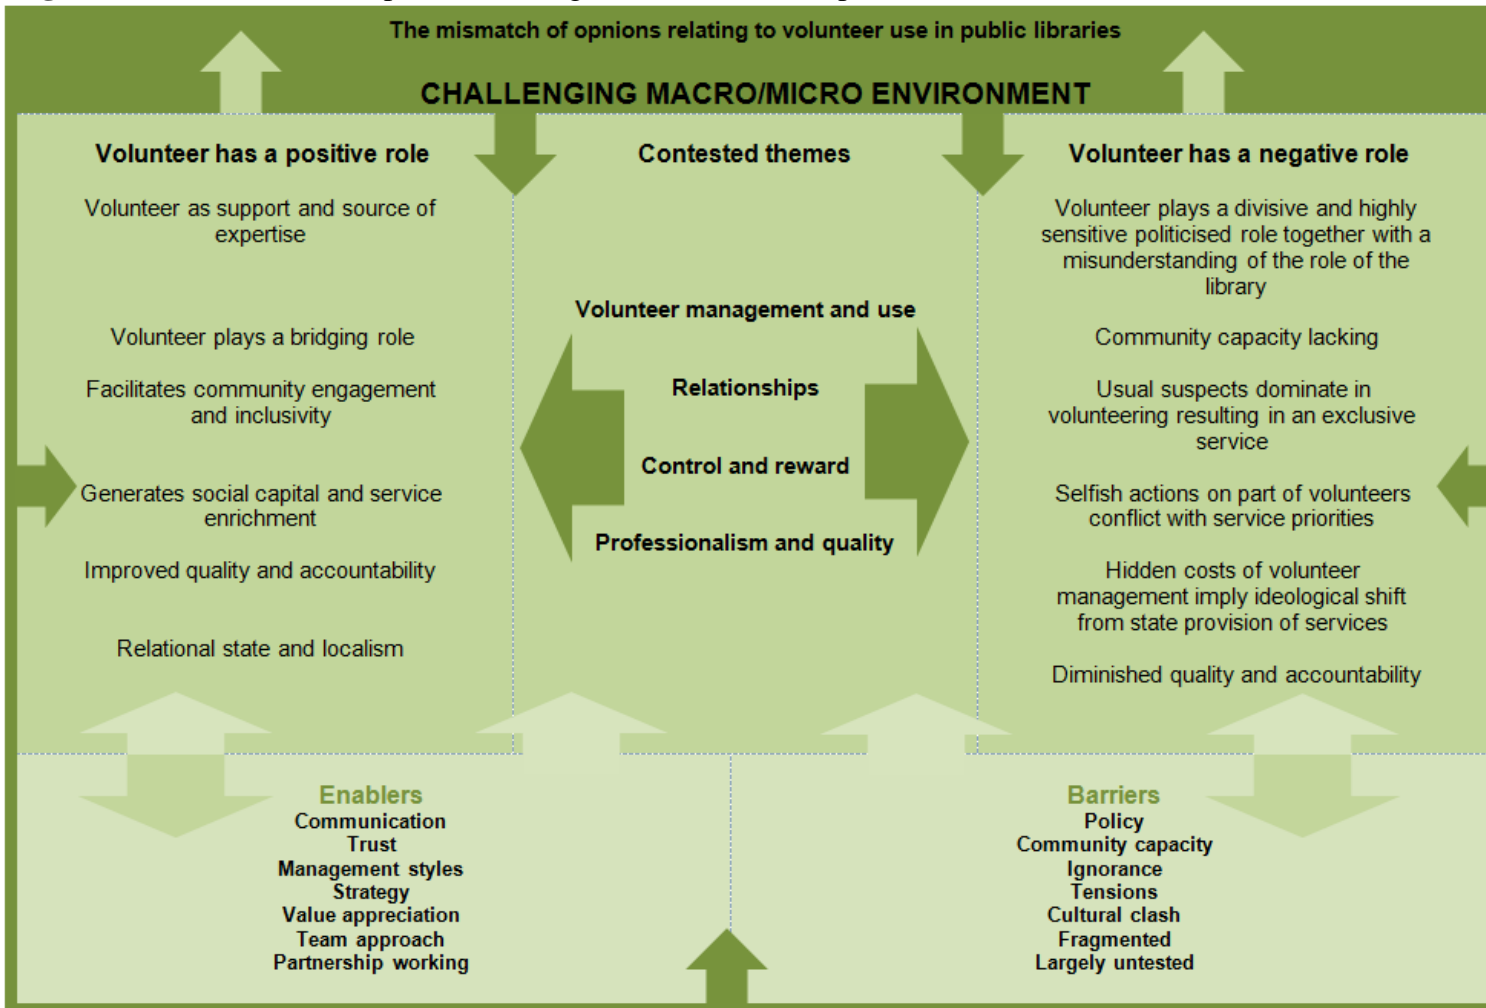 The mismatch of opnions relating to volunteer use in public libraries
CHALLENGING MACRO/MICRO ENVIRONMENT
Volunteer has a positive role
Volunteer as support and source of
expertise
Volunteer plays a bridging role
Facilitates community engagement
and inclusivity
Generates social capital and service
enrichment
Improved quality and accountability
Relational state and localism
Contested themes
Volunteer management and use
Relationships
Control and reward
Professionalism and quality
Volunteer has a negative role
Volunteer plays a divisive and highly
sensitive politicised role together with a
misunderstanding of the role of the
library
Community capacity lacking
Usual suspects dominate in
volunteering resulting in an exclusive
service
Selfish actions on part of volunteers
conflict with service priorities
Hidden costs of volunteer
management imply ideological shift
from state provision of services
Diminished quality and accountability
Enablers
Communication
Trust
Management styles
Strategy
Value appreciation
Team approach
Partnership working
Barriers
Policy
Community capacity
Ignorance
Tensions
Cultural clash
Fragmented
Largely untested